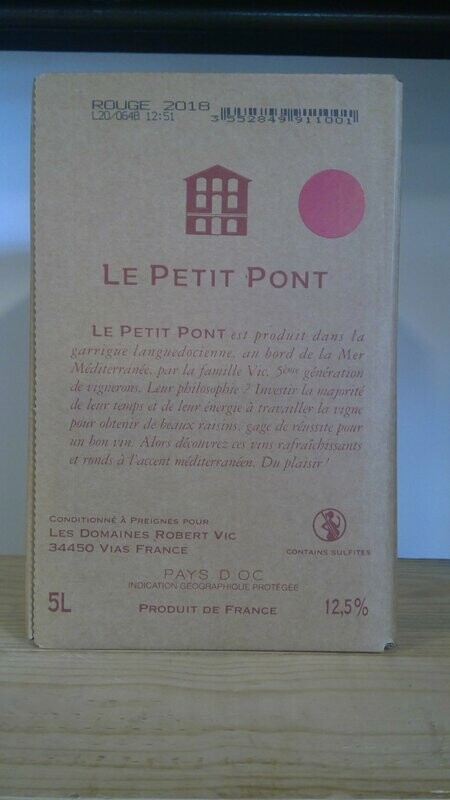 ROUGE 2018
L20/064B 12:51
3 552849 911001
LE PETIT PONT
LE PETIT PONT est produit dans la
garrigue languedocienne, au bord de la Mer
Méditerranée, par la famille Vic, 5ème génération
de vignerons. Leur philosophie ? Investir la majorité
de leur temps et de leur énergie à travailler la vigne
pour obtenir de beaux raisins, gage de réussite pour
un bon vin. Alors découvrez ces vins rafraîchissants
et ronds à l'accent méditerranéen. Du plaisir !
CONDITIONNÉ À PREIGNES POUR
LES DOMAINES ROBERT VIC
34450 VIAS FRANCE
CONTAINS SULFITES
PAYS D'OC
INDICATION GÉOGRAPHIQUE PROTÉGÉE
5L
PRODUIT DE FRANCE
12,5%